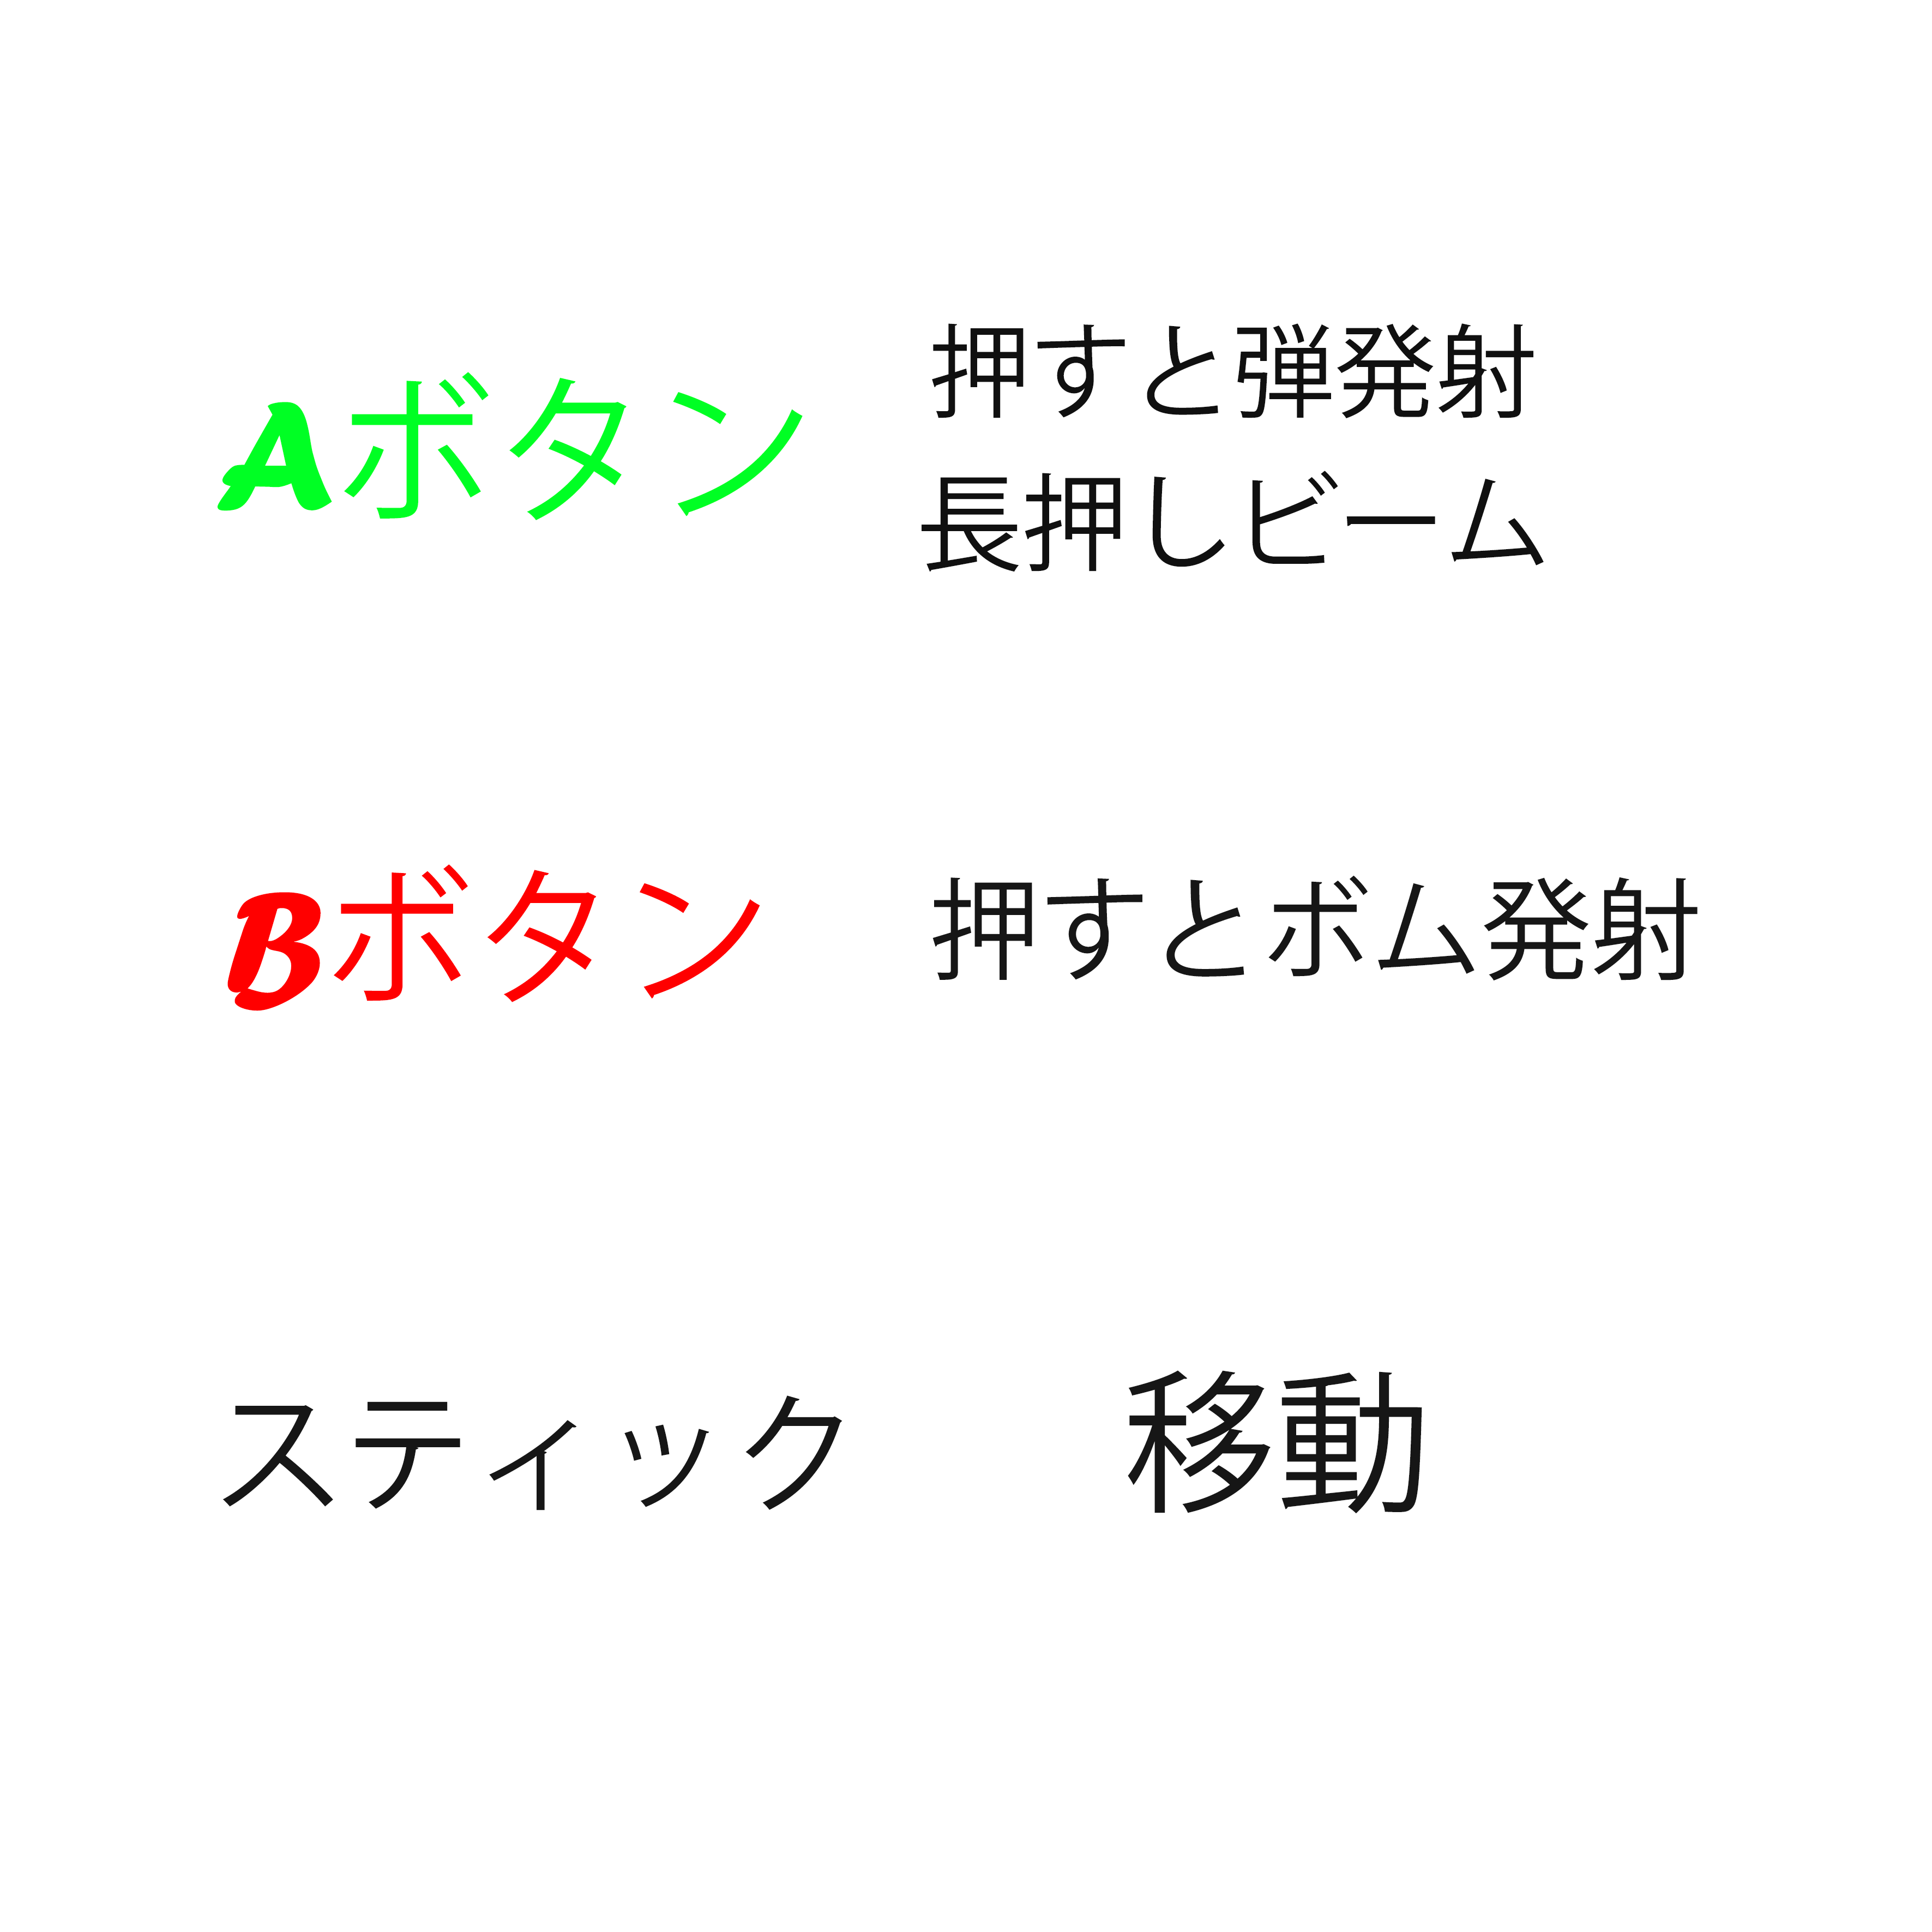 Aボタン
押すと弾発射
長押しビーム
Bボタン
押すとボム発射
スティック
移動